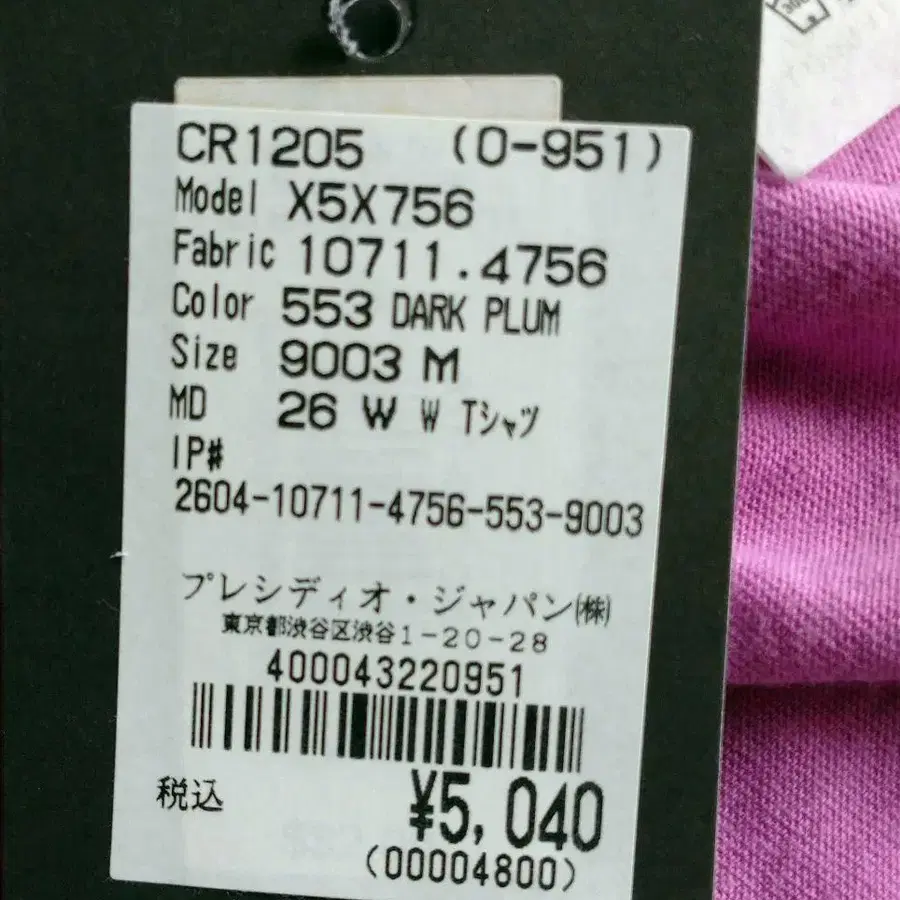 CR1205 (0-951)
Model X5X756
Fabric 10711.4756
Color 553 DARK PLUM
Size 9003 M
MD 26 W W Tシャツ
IP#
2604-10711-4756-553-9003
プレシディオ・ジャパン㈱
東京都渋谷区渋谷1-20-28
400043220951
税込 ¥5,040
(00004800)